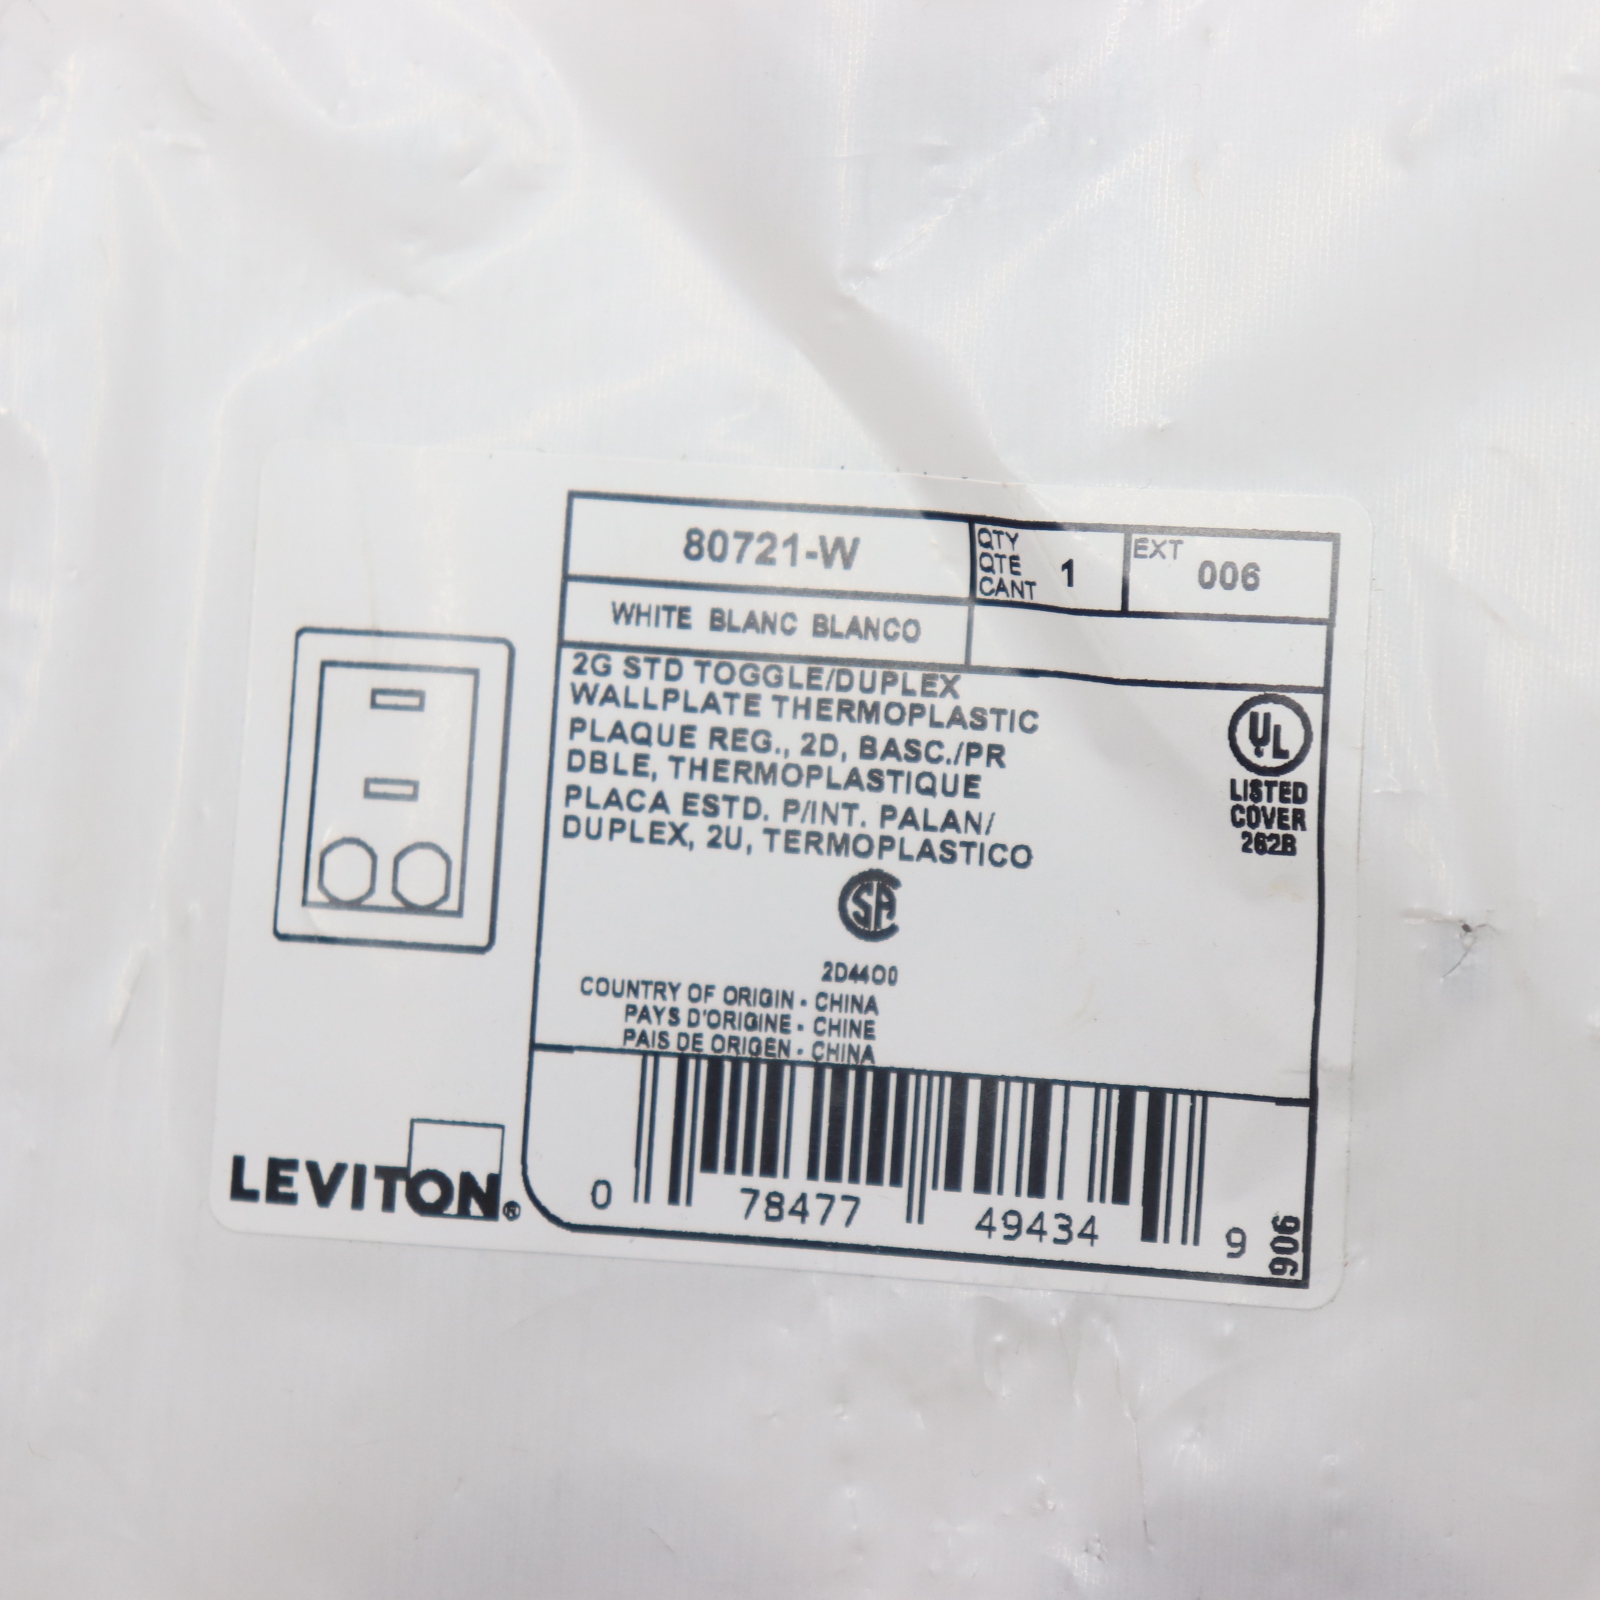 80721-W
QTY
QTE
CANT
1
EXT
006
WHITE BLANC BLANCO
2G STD TOGGLE/DUPLEX
WALLPLATE THERMOPLASTIC
PLAQUE REG., 2D, BASC./PR
DBLE, THERMOPLASTIQUE
PLACA ESTD. P/INT. PALAN/
DUPLEX, 2U, TERMOPLASTICO
UL
LISTED
COVER
262B
CSA
2D4400
COUNTRY OF ORIGIN - CHINA
PAYS D'ORIGINE - CHINE
PAIS DE ORIGEN - CHINA
LEVITON®
0 78477 49434 9
906